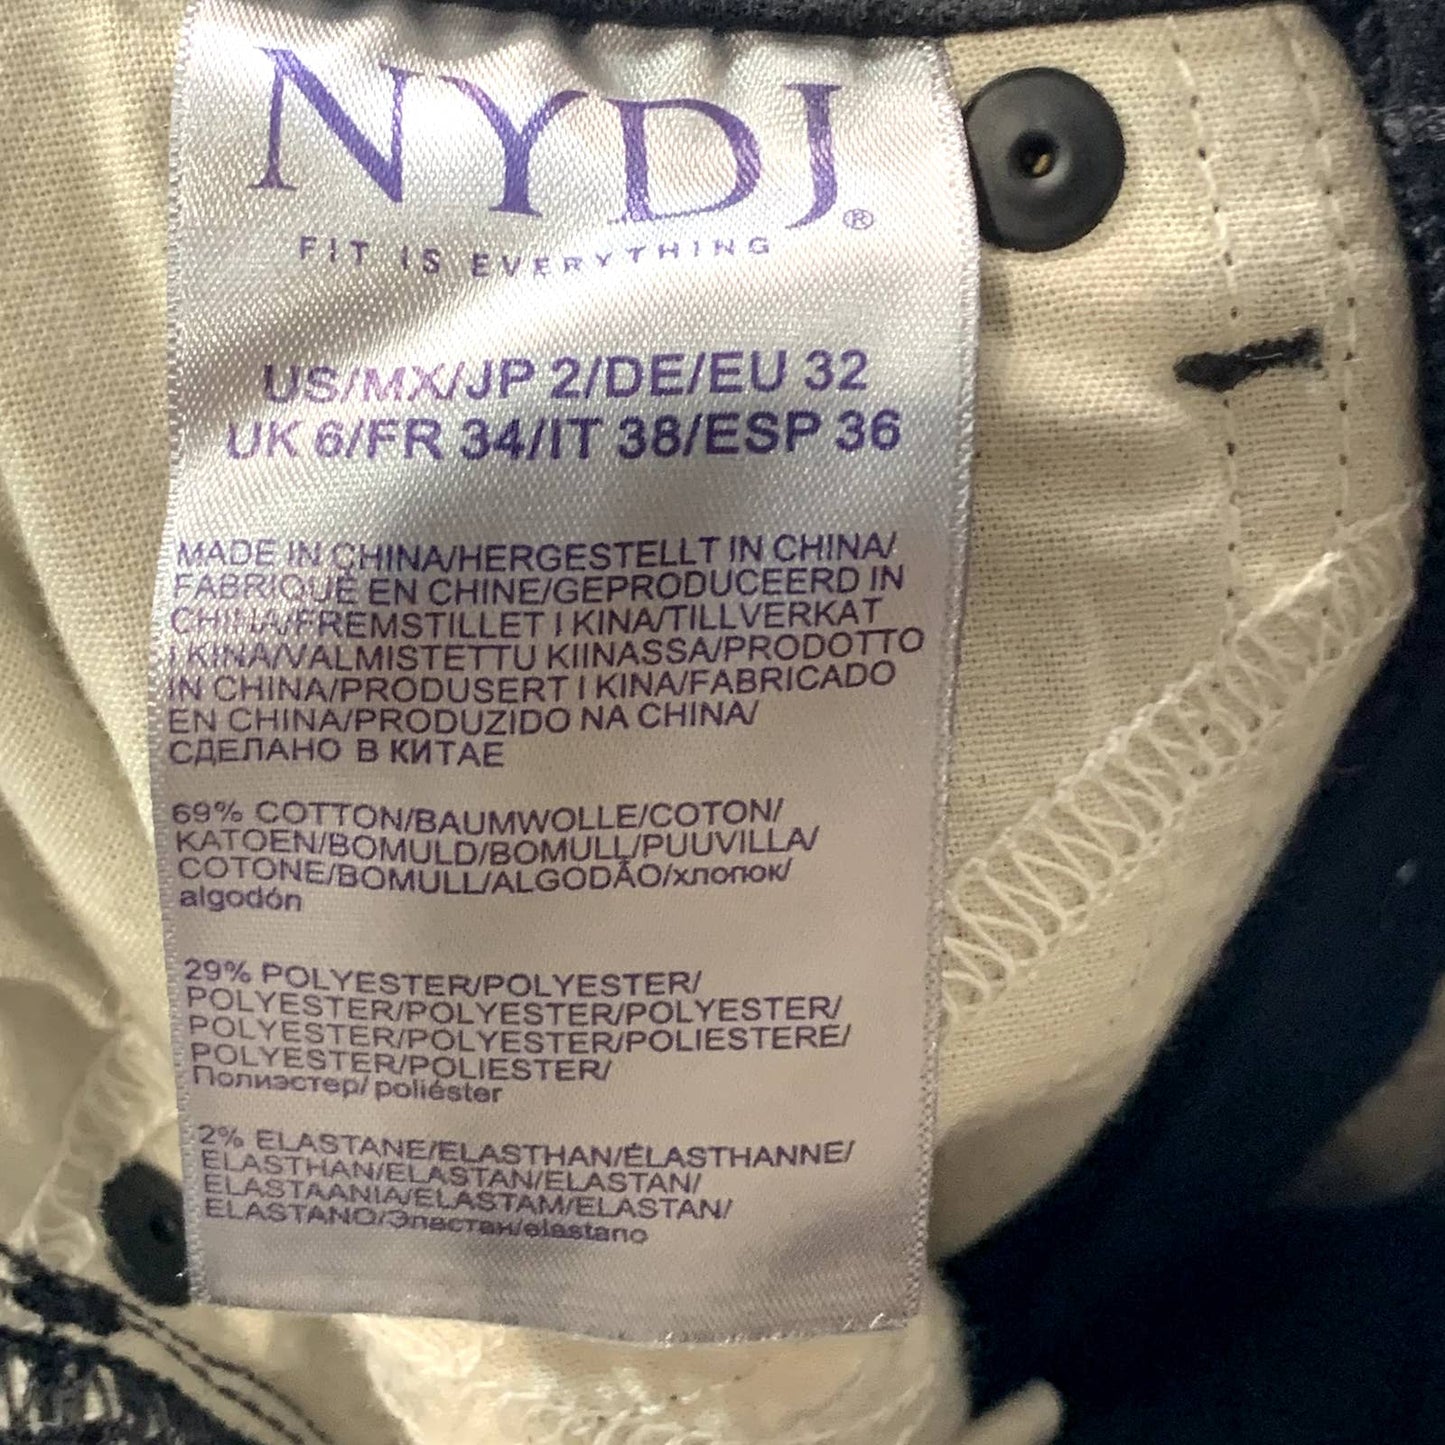 NYDJ®
FIT IS EVERYTHING
US/MX/JP 2/DE/EU 32
UK 6/FR 34/IT 38/ESP 36
MADE IN CHINA/HERGESTELLT IN CHINA/
FABRIQUÉ EN CHINE/GEPRODUCEERD IN
CHINA/FREMSTILLET I KINA/TILLVERKAT
I KINA/VALMISTETTU KIINASSA/PRODOTTO
IN CHINA/PRODUSERT I KINA/FABRICADO
EN CHINA/PRODUZIDO NA CHINA/
СДЕЛАНО В КИТАЕ
69% COTTON/BAUMWOLLE/COTON/
KATOEN/BOMULD/BOMULL/PUUVILLA/
COTONE/BOMULL/ALGODÃO/хлопок/
algodón
29% POLYESTER/POLYESTER/
POLYESTER/POLYESTER/POLYESTER/
POLYESTER/POLYESTER/POLIESTERE/
POLYESTER/POLIESTER/
Полиэстер/ poliéster
2% ELASTANE/ELASTHAN/ÉLASTHANNE/
ELASTHAN/ELASTAN/ELASTAN/
ELASTAANIA/ELASTAM/ELASTAN/
ELASTANO/Эластан/elastano